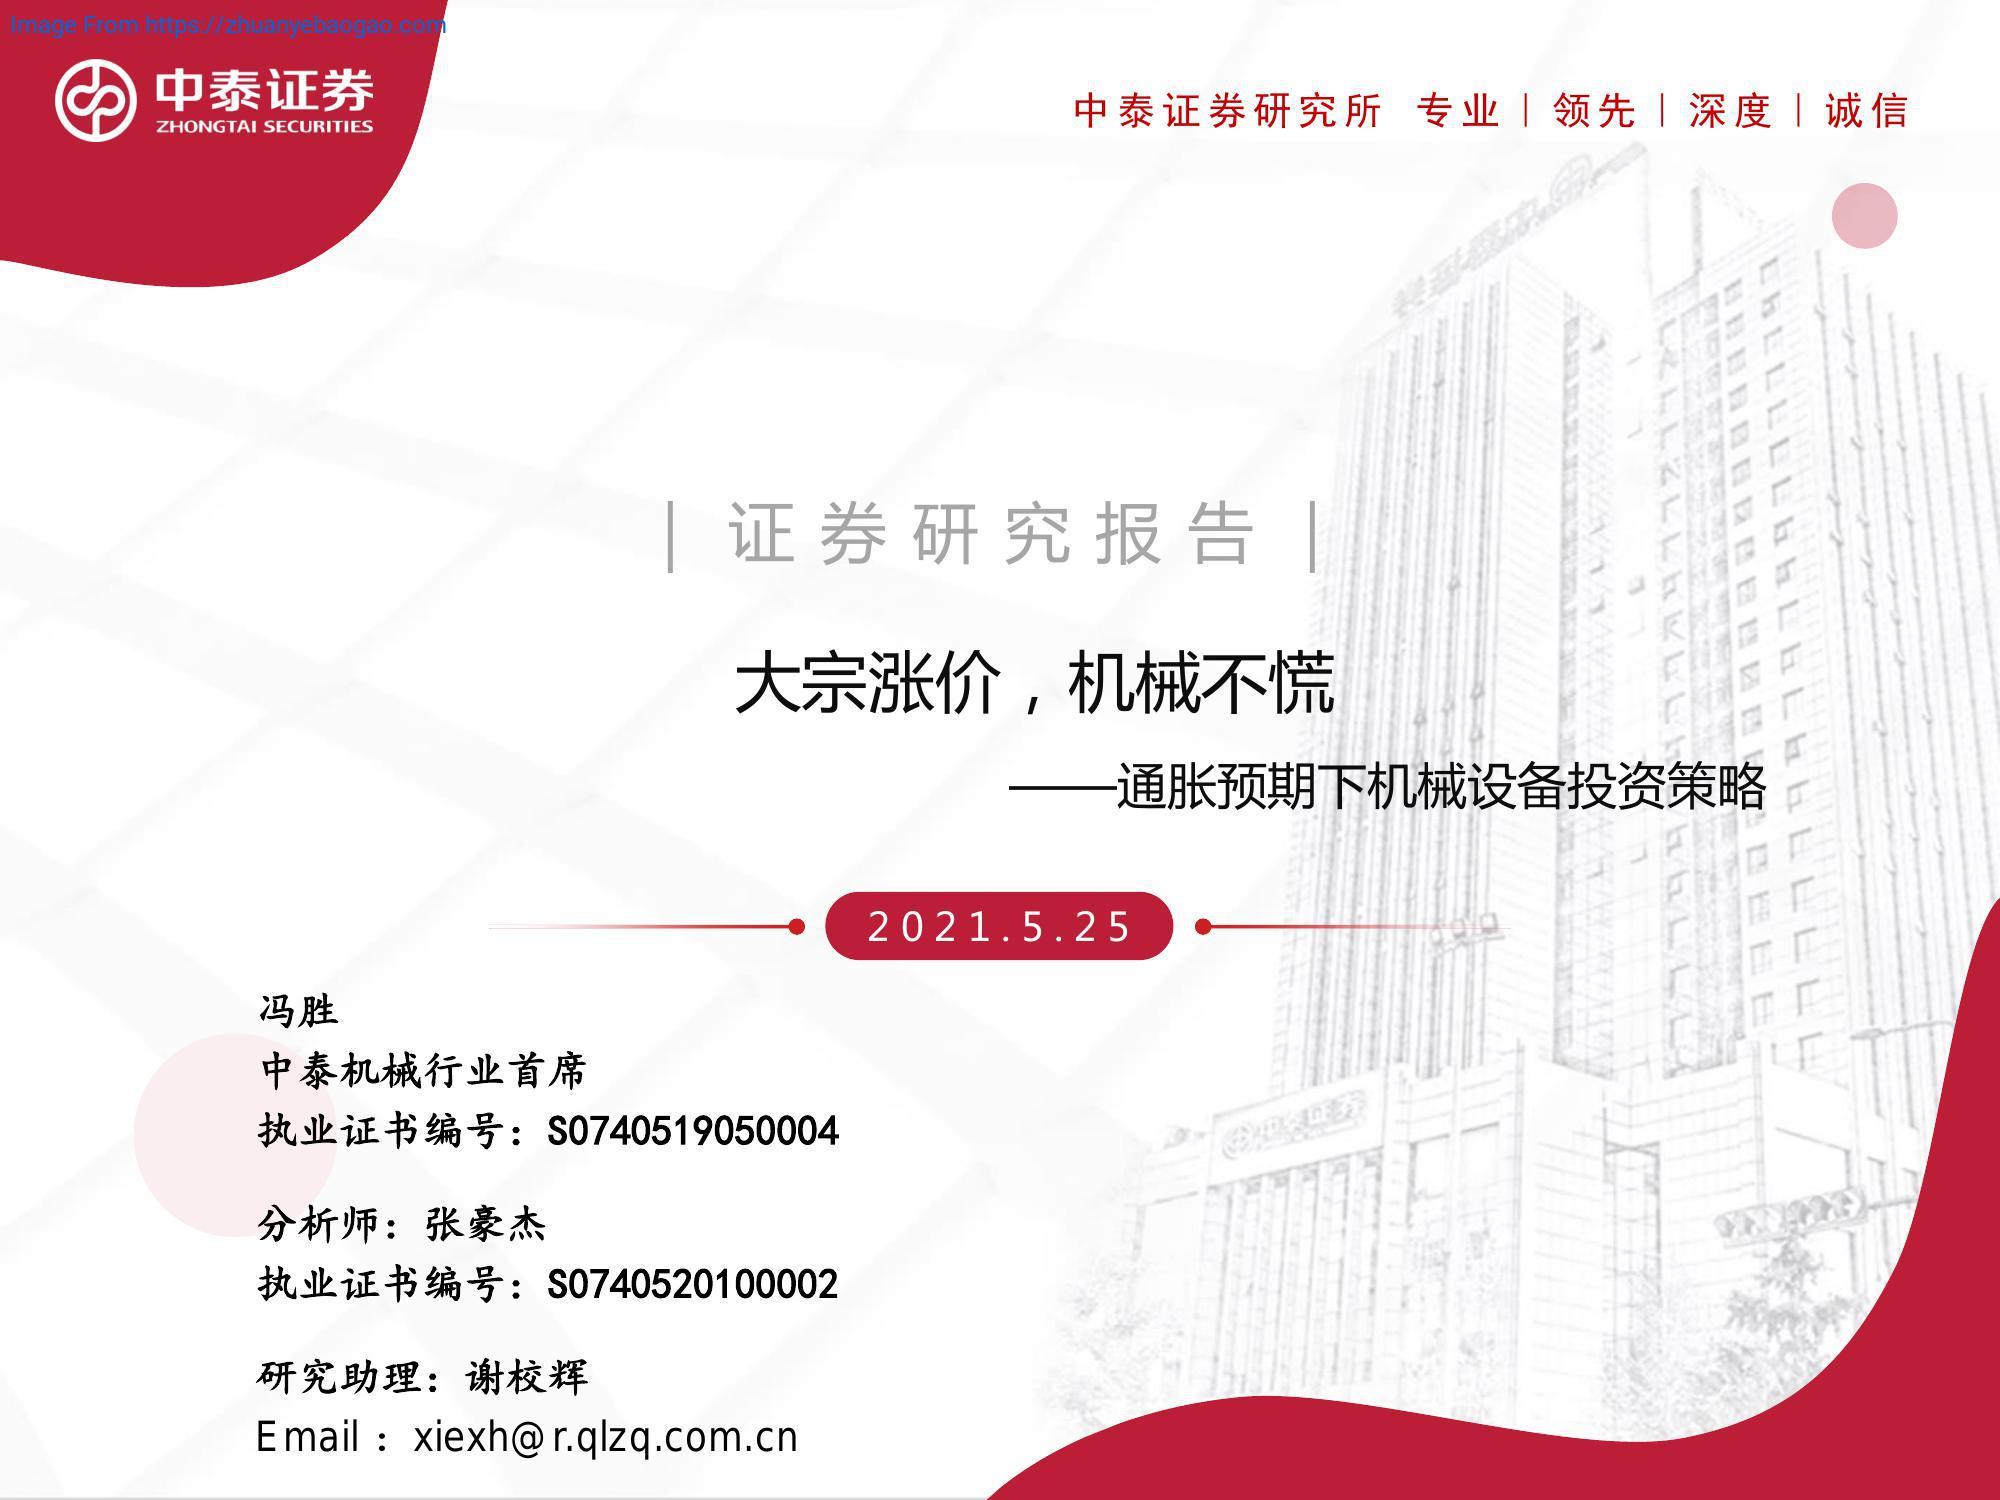 Image From https://zhuanyebaogao.com
中泰证券
ZHONGTAI SECURITIES
中泰证券研究所 专业｜领先｜深度｜诚信
｜证券研究报告｜
大宗涨价，机械不慌
——通胀预期下机械设备投资策略
2021.5.25
冯胜
中泰机械行业首席
执业证书编号：S0740519050004
分析师：张豪杰
执业证书编号：S0740520100002
研究助理：谢校辉
Email：xiexh@r.qlzq.com.cn
中泰证券